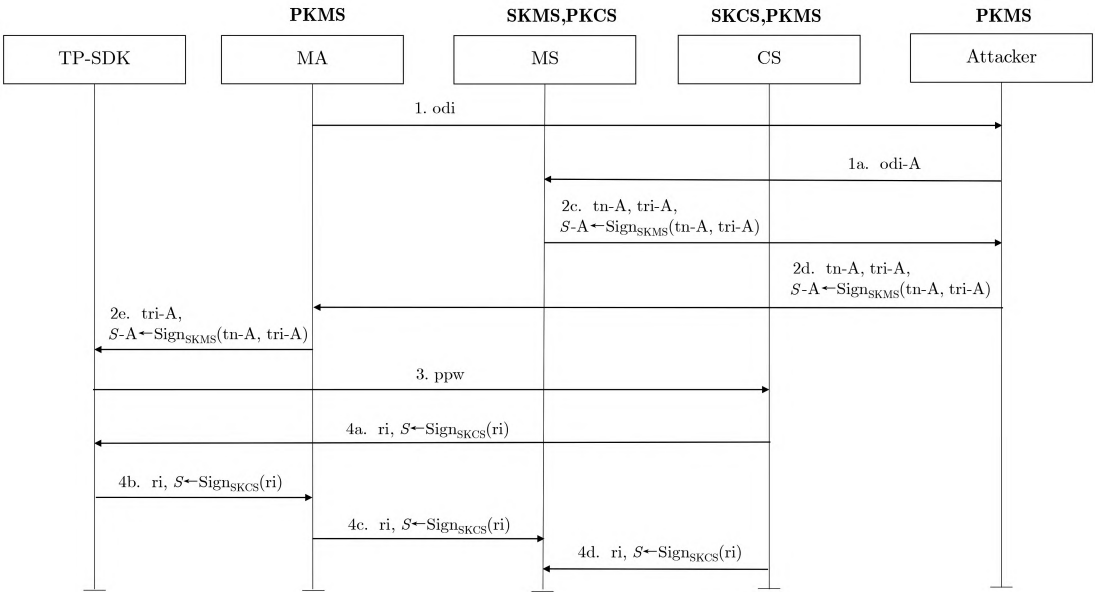 PKMS SKMS,PKCS SKCS,PKMS PKMS
TP-SDK MA MS CS Attacker
1. odi
1a. odi-A
2c. tn-A, tri-A,
S-A←Sign_SKMS(tn-A, tri-A)
2d. tn-A, tri-A,
S-A←Sign_SKMS(tn-A, tri-A)
2e. tri-A,
S-A←Sign_SKMS(tn-A, tri-A)
3. ppw
4a. ri, S←Sign_SKCS(ri)
4b. ri, S←Sign_SKCS(ri)
4c. ri, S←Sign_SKCS(ri)
4d. ri, S←Sign_SKCS(ri)